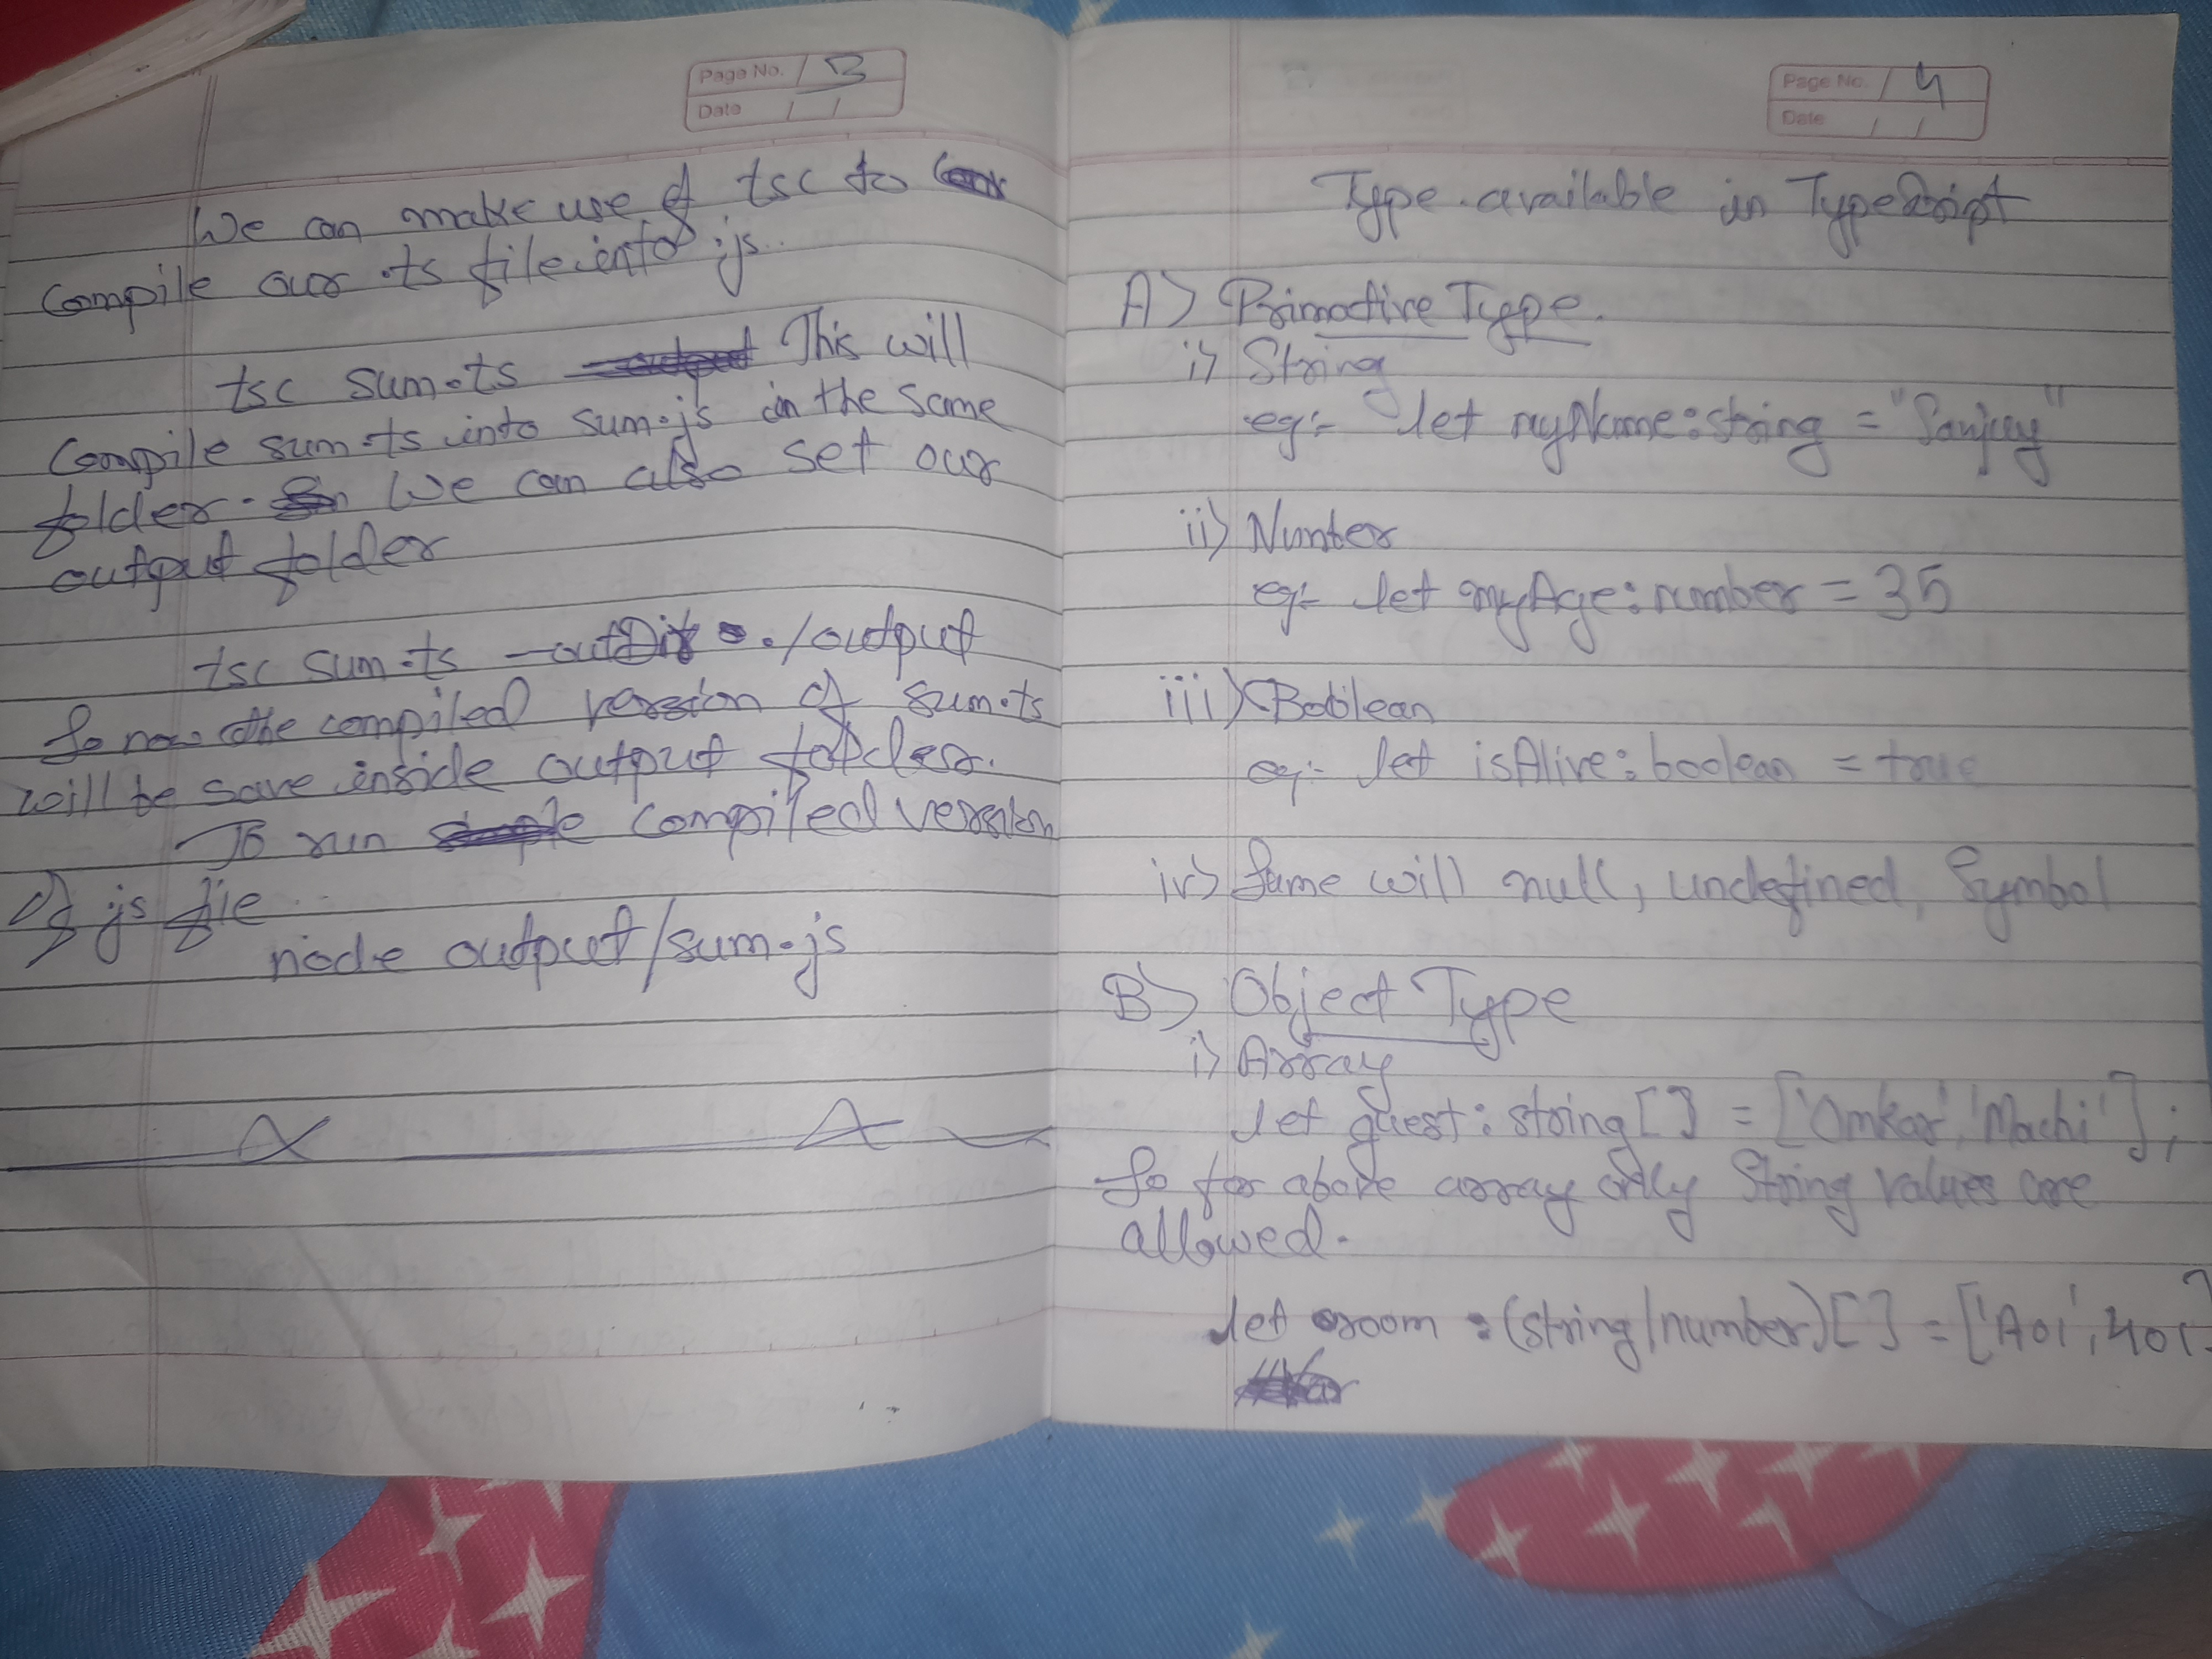 Page No. 3
Date / /
We can make use of tsc to
compile our .ts file into .js
tsc sum.ts This will
compile sum.ts into sum.js in the same
folder. We can also set our
output folder
tsc sum.ts —outDir ./output
So now the compiled version of sum.ts
will be save inside output folder.
To run compiled version
of js fie
node output/sum.js
Page No. 4
Date / /
Type available in TypeScript
A) Primative Type.
i) String
eg:- let myName:string = "Sanjay"
ii) Number
eg:- let myAge:number = 35
iii) Boolean
eg:- let isAlive:boolean = true
iv) Same will null, undefined, Symbol
B) Object Type
i) Array
let guest: string[] = ['Omkar', 'Machi'];
So for above array only String values are
allowed.
let room :(string|number)[] = ['A01', 401]